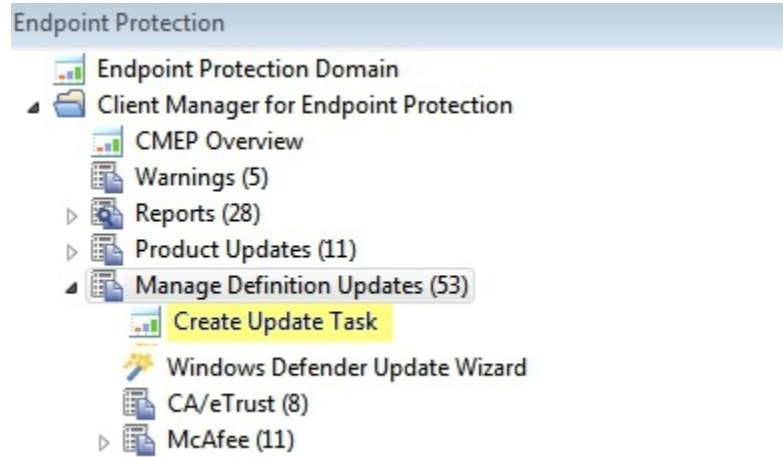 Endpoint Protection
Endpoint Protection Domain
Client Manager for Endpoint Protection
CMEP Overview
Warnings (5)
Reports (28)
Product Updates (11)
Manage Definition Updates (53)
Create Update Task
Windows Defender Update Wizard
CA/eTrust (8)
McAfee (11)